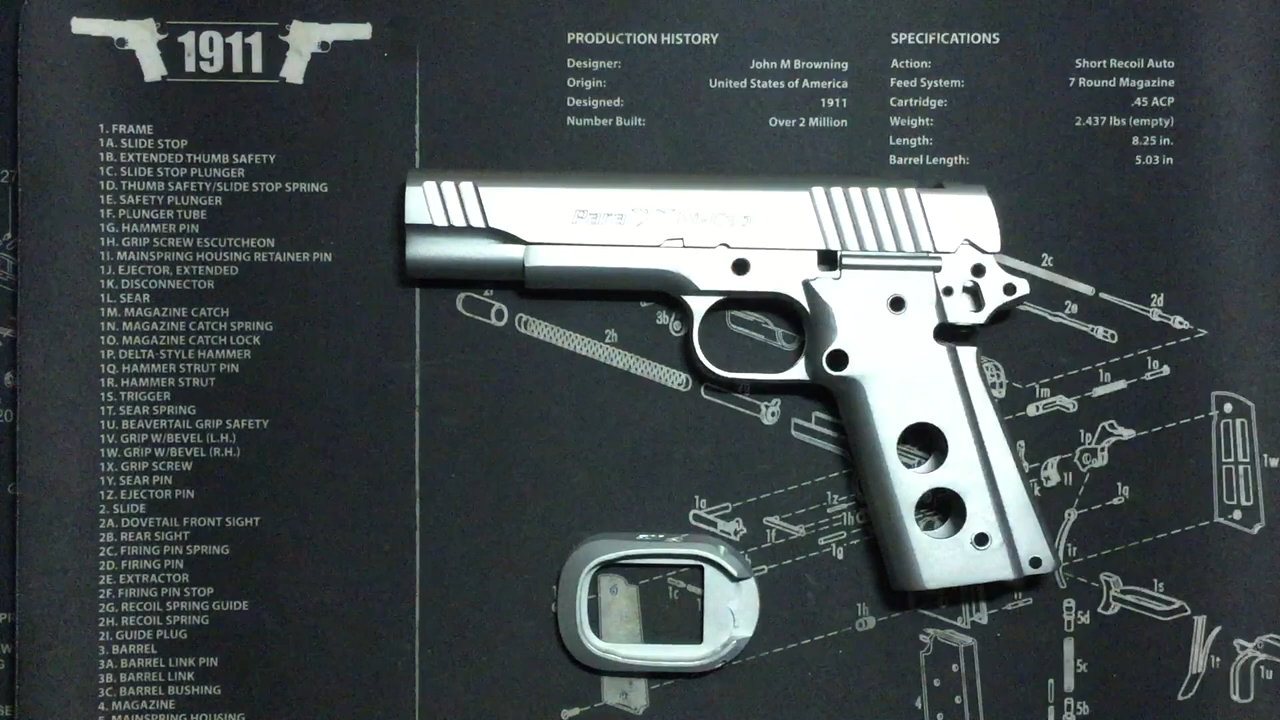 1911
PRODUCTION HISTORY
Designer: John M Browning
Origin: United States of America
Designed: 1911
Number Built: Over 2 Million
SPECIFICATIONS
Action: Short Recoil Auto
Feed System: 7 Round Magazine
Cartridge: .45 ACP
Weight: 2.437 lbs (empty)
Length: 8.25 in.
Barrel Length: 5.03 in
1. FRAME
1A. SLIDE STOP
1B. EXTENDED THUMB SAFETY
1C. SLIDE STOP PLUNGER
1D. THUMB SAFETY/SLIDE STOP SPRING
1E. SAFETY PLUNGER
1F. PLUNGER TUBE
1G. HAMMER PIN
1H. GRIP SCREW ESCUTCHEON
1I. MAINSPRING HOUSING RETAINER PIN
1J. EJECTOR, EXTENDED
1K. DISCONNECTOR
1L. SEAR
1M. MAGAZINE CATCH
1N. MAGAZINE CATCH SPRING
1O. MAGAZINE CATCH LOCK
1P. DELTA-STYLE HAMMER
1Q. HAMMER STRUT PIN
1R. HAMMER STRUT
1S. TRIGGER
1T. SEAR SPRING
1U. BEAVERTAIL GRIP SAFETY
1V. GRIP W/BEVEL (L.H.)
1W. GRIP W/BEVEL (R.H.)
1X. GRIP SCREW
1Y. SEAR PIN
1Z. EJECTOR PIN
2. SLIDE
2A. DOVETAIL FRONT SIGHT
2B. REAR SIGHT
2C. FIRING PIN SPRING
2D. FIRING PIN
2E. EXTRACTOR
2F. FIRING PIN STOP
2G. RECOIL SPRING GUIDE
2H. RECOIL SPRING
2I. GUIDE PLUG
3. BARREL
3A. BARREL LINK PIN
3B. BARREL LINK
3C. BARREL BUSHING
4. MAGAZINE
5. MAINSPRING HOUSING
Para
2c
2d
2e
3b
2h
1o
1n
1m
1p
1w
1l
1q
1a
1z
1f
1h
1g
1r
1c
1s
1h
5d
5c
1t
1u
4
5b